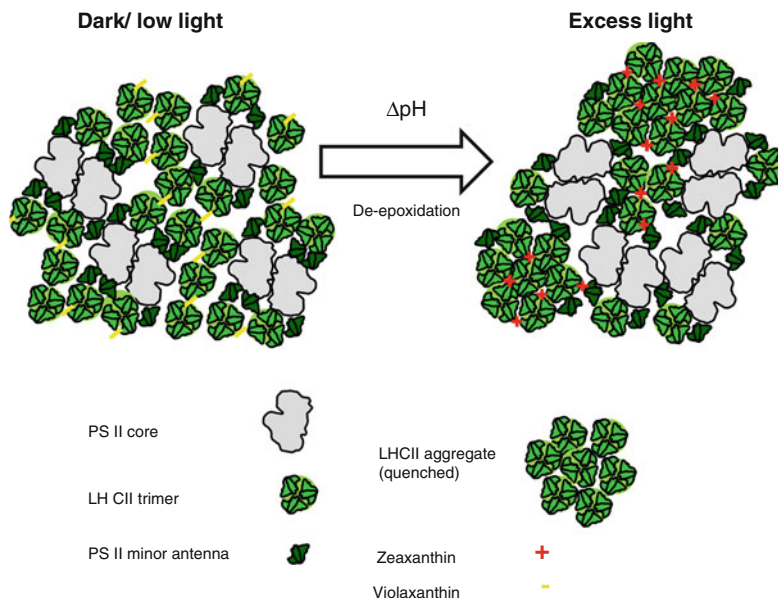 Dark/ low light
Excess light
ΔpH
De-epoxidation
PS II core
LHCII aggregate
(quenched)
LH CII trimer
PS II minor antenna
Zeaxanthin
Violaxanthin